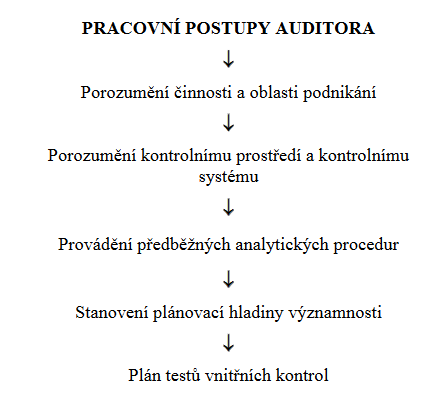 PRACOVNÍ POSTUPY AUDITORA
↓
Porozumění činnosti a oblasti podnikání
↓
Porozumění kontrolnímu prostředí a kontrolnímu
systému
↓
Provádění předběžných analytických procedur
↓
Stanovení plánovací hladiny významnosti
↓
Plán testů vnitřních kontrol